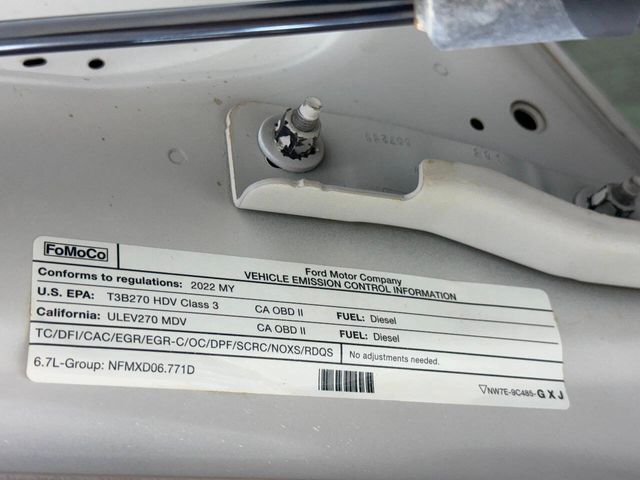 FoMoCo
Ford Motor Company
VEHICLE EMISSION CONTROL INFORMATION
Conforms to regulations: 2022 MY
U.S. EPA: T3B270 HDV Class 3 CA OBD II FUEL: Diesel
California: ULEV270 MDV CA OBD II FUEL: Diesel
TC/DFI/CAC/EGR/EGR-C/OC/DPF/SCRC/NOXS/RDQS No adjustments needed.
6.7L-Group: NFMXD06.771D
NW7E-9C485-GXJ